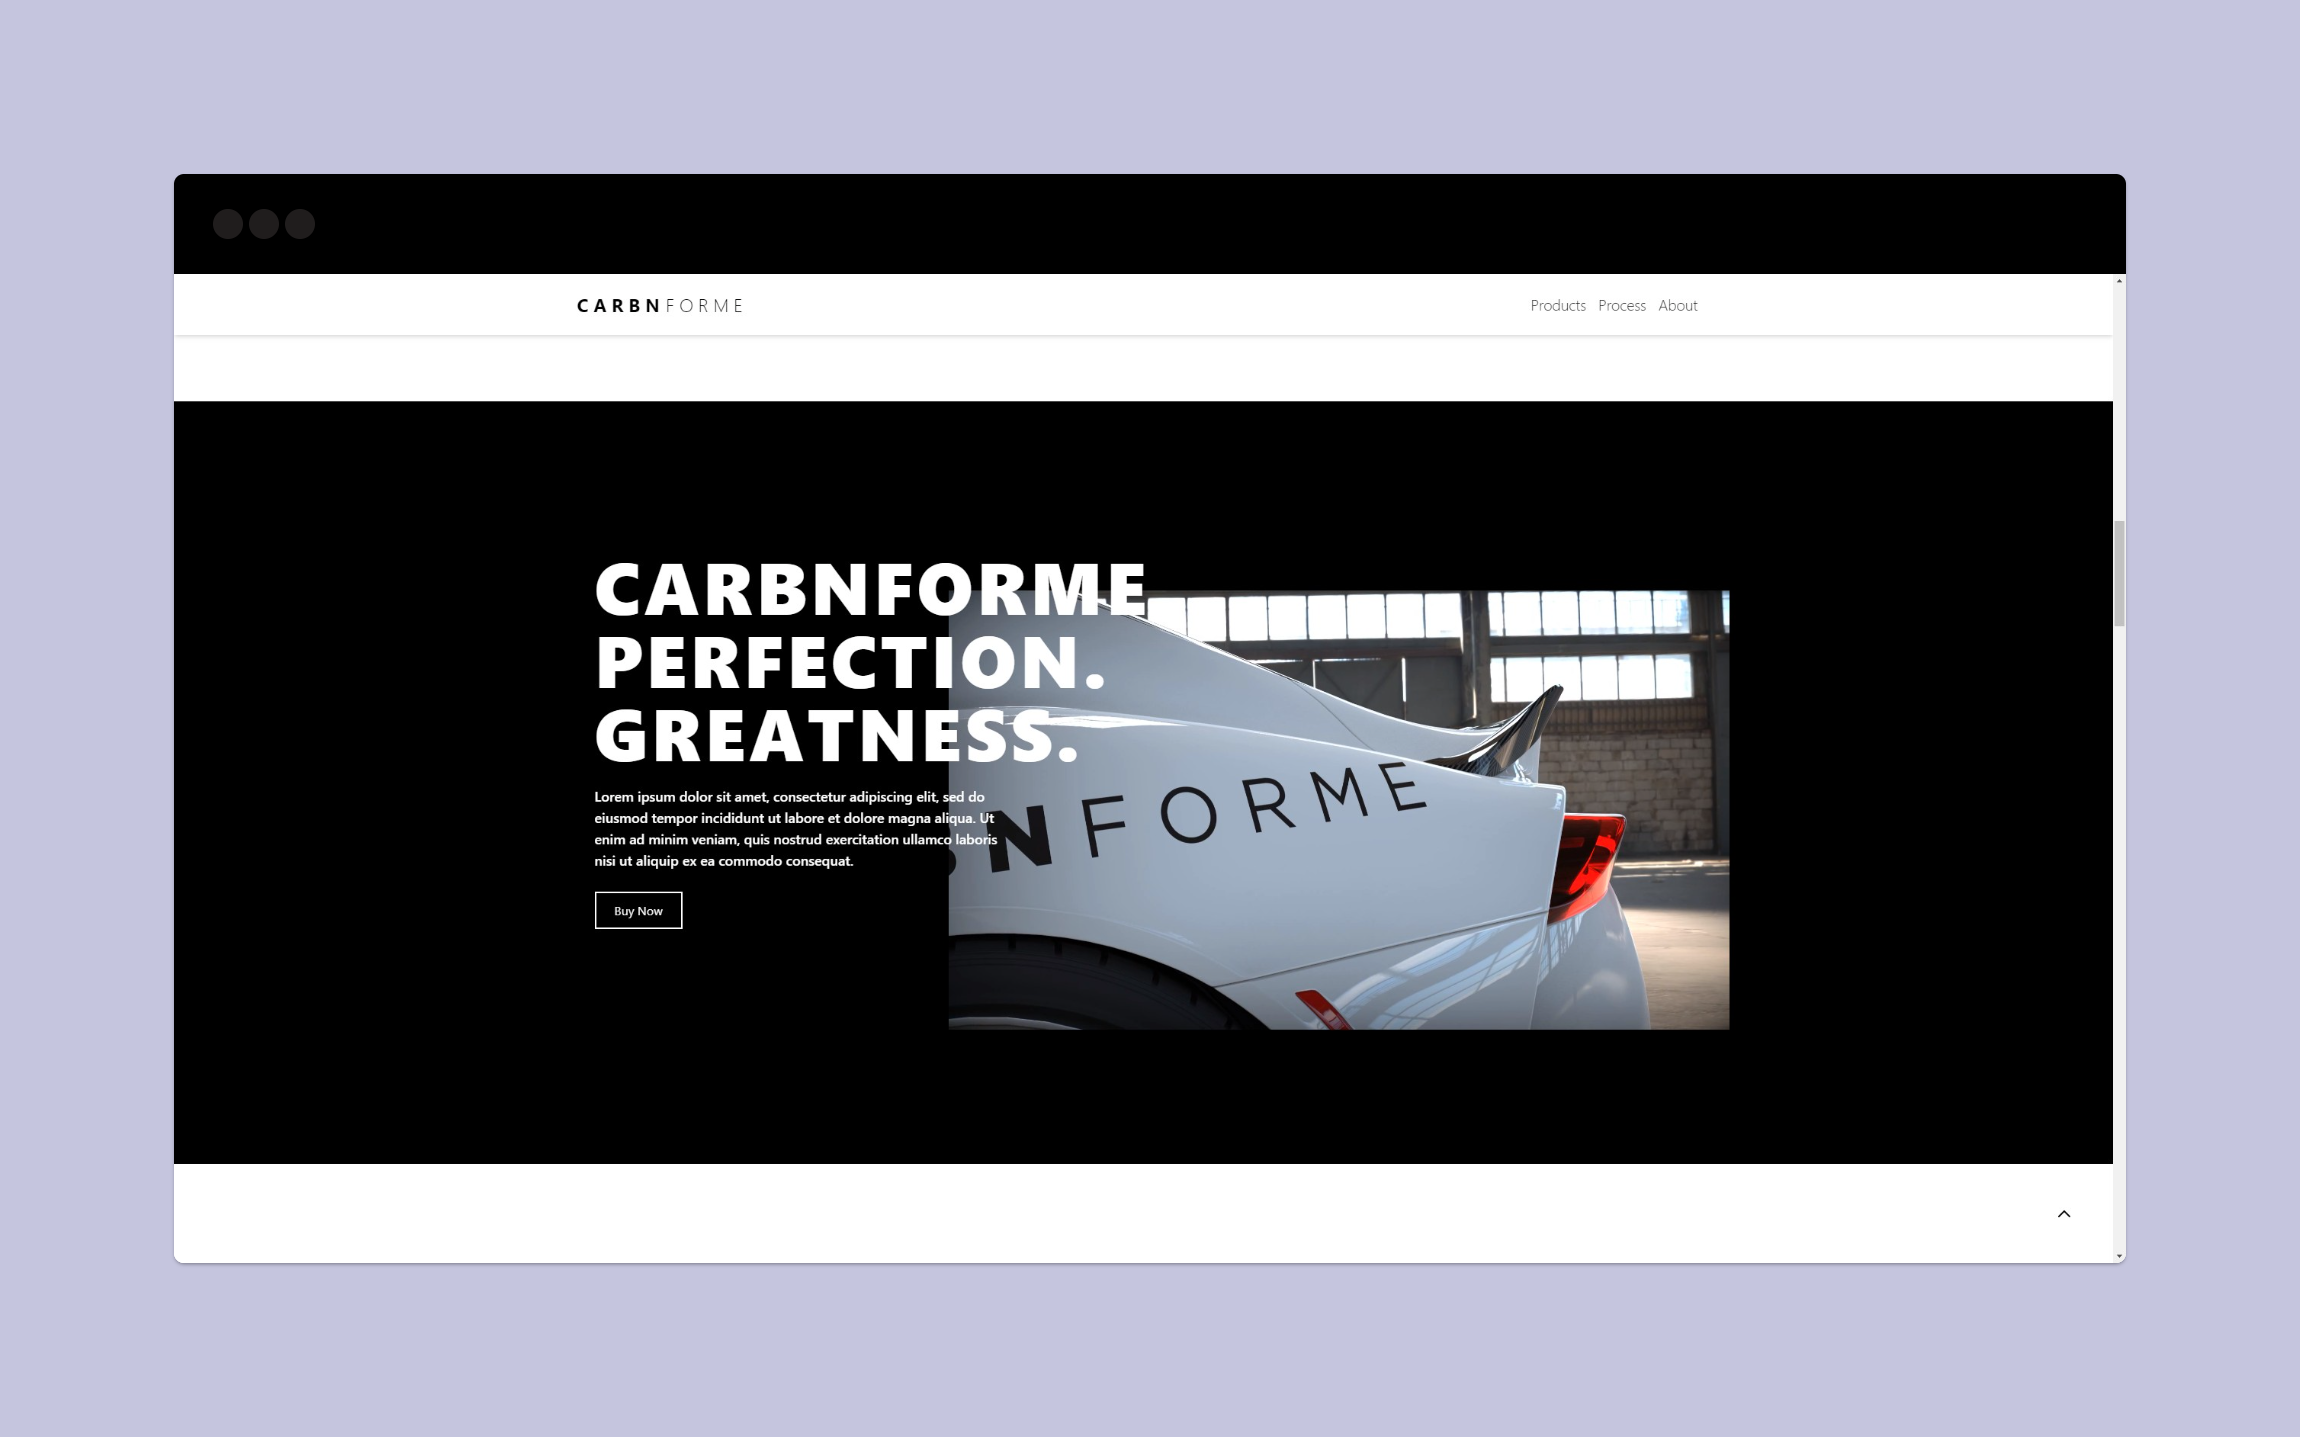 CARBNFORME
Products Process About
CARBNFORME
PERFECTION.
GREATNESS.
Lorem ipsum dolor sit amet, consectetur adipiscing elit, sed do
eiusmod tempor incididunt ut labore et dolore magna aliqua. Ut
enim ad minim veniam, quis nostrud exercitation ullamco laboris
nisi ut aliquip ex ea commodo consequat.
Buy Now
NFORME